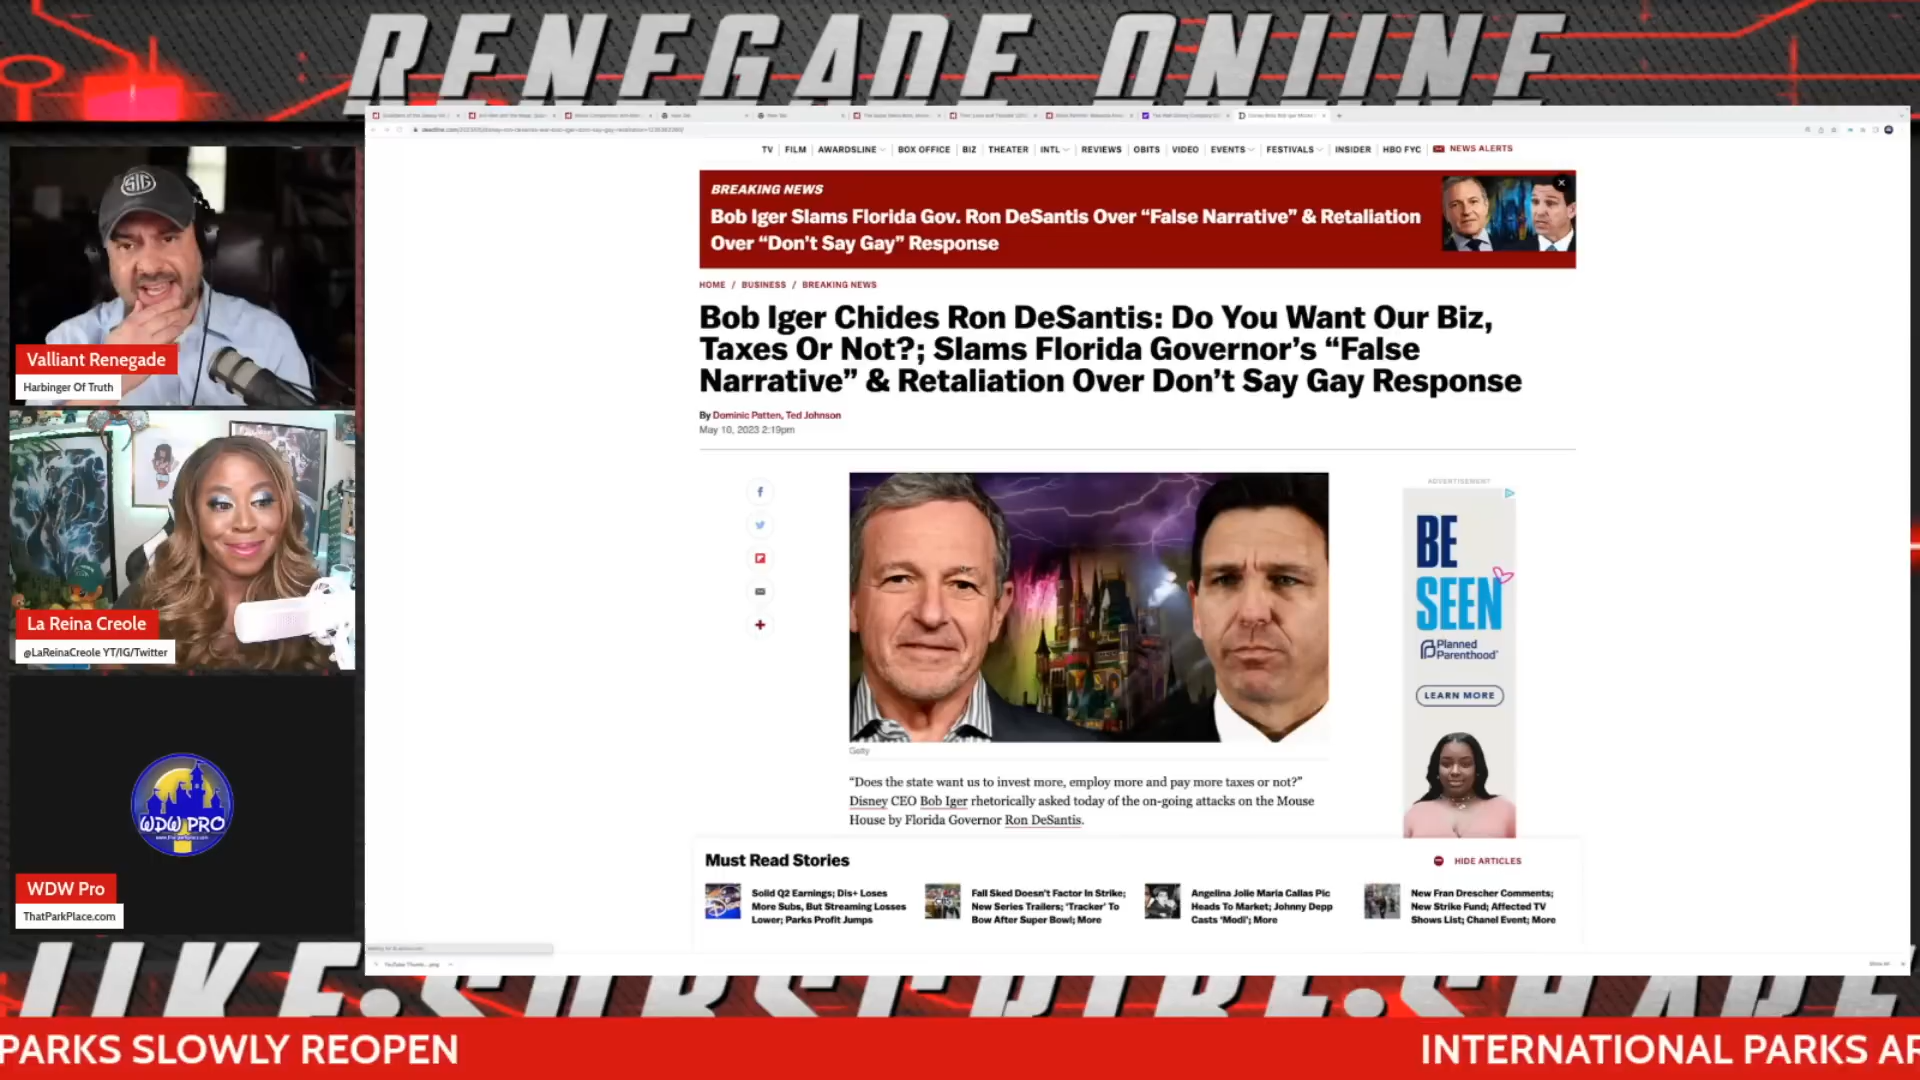 RENEGADE ONLINE
TV | FILM | AWARDSLINE | BOX OFFICE | BIZ | THEATER | INTL | REVIEWS | OBITS | VIDEO | EVENTS | FESTIVALS | INSIDER | HBO FYC | NEWS ALERTS
BREAKING NEWS
Bob Iger Slams Florida Gov. Ron DeSantis Over “False Narrative” & Retaliation
Over “Don’t Say Gay” Response
HOME / BUSINESS / BREAKING NEWS
Bob Iger Chides Ron DeSantis: Do You Want Our Biz,
Taxes Or Not?; Slams Florida Governor’s “False
Narrative” & Retaliation Over Don’t Say Gay Response
By Dominic Patten, Ted Johnson
May 10, 2023 2:19pm
ADVERTISEMENT
BE
SEEN
Planned
Parenthood
LEARN MORE
Getty
“Does the state want us to invest more, employ more and pay more taxes or not?”
Disney CEO Bob Iger rhetorically asked today of the on-going attacks on the Mouse
House by Florida Governor Ron DeSantis.
Must Read Stories
HIDE ARTICLES
Solid Q2 Earnings; Dis+ Loses
More Subs, But Streaming Losses
Lower; Parks Profit Jumps
Fall Sked Doesn’t Factor In Strike;
New Series Trailers; ‘Tracker’ To
Bow After Super Bowl; More
Angelina Jolie Maria Callas Pic
Heads To Market; Johnny Depp
Casts ‘Modi’; More
New Fran Drescher Comments;
New Strike Fund; Affected TV
Shows List; Chanel Event; More
SIG
Valliant Renegade
Harbinger Of Truth
La Reina Creole
@LaReinaCreole YT/IG/Twitter
WDW PRO
WDW Pro
ThatParkPlace.com
LIKE•SUBSCRIBE•SHARE
PARKS SLOWLY REOPEN
INTERNATIONAL PARKS AR